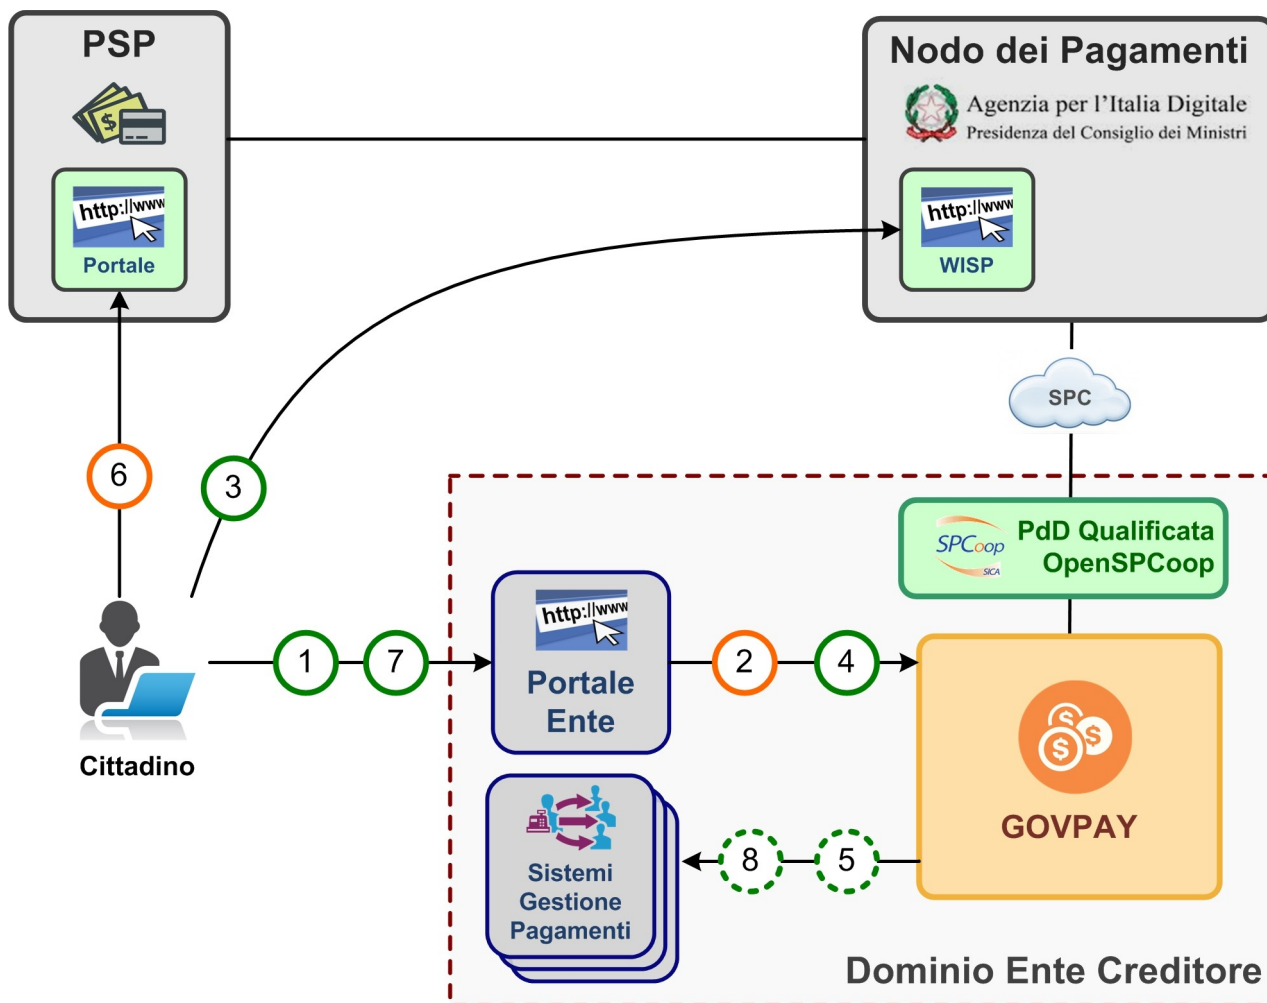 PSP
$
http://www
Portale
Nodo dei Pagamenti
Agenzia per l'Italia Digitale
Presidenza del Consiglio dei Ministri
http://www
WISP
SPC
6
3
PdD Qualificata
OpenSPCoop
SPCoop
SICA
http://www
Portale
Ente
1
7
2
4
$
$
$
GOVPAY
Cittadino
Sistemi
Gestione
Pagamenti
8
5
Dominio Ente Creditore